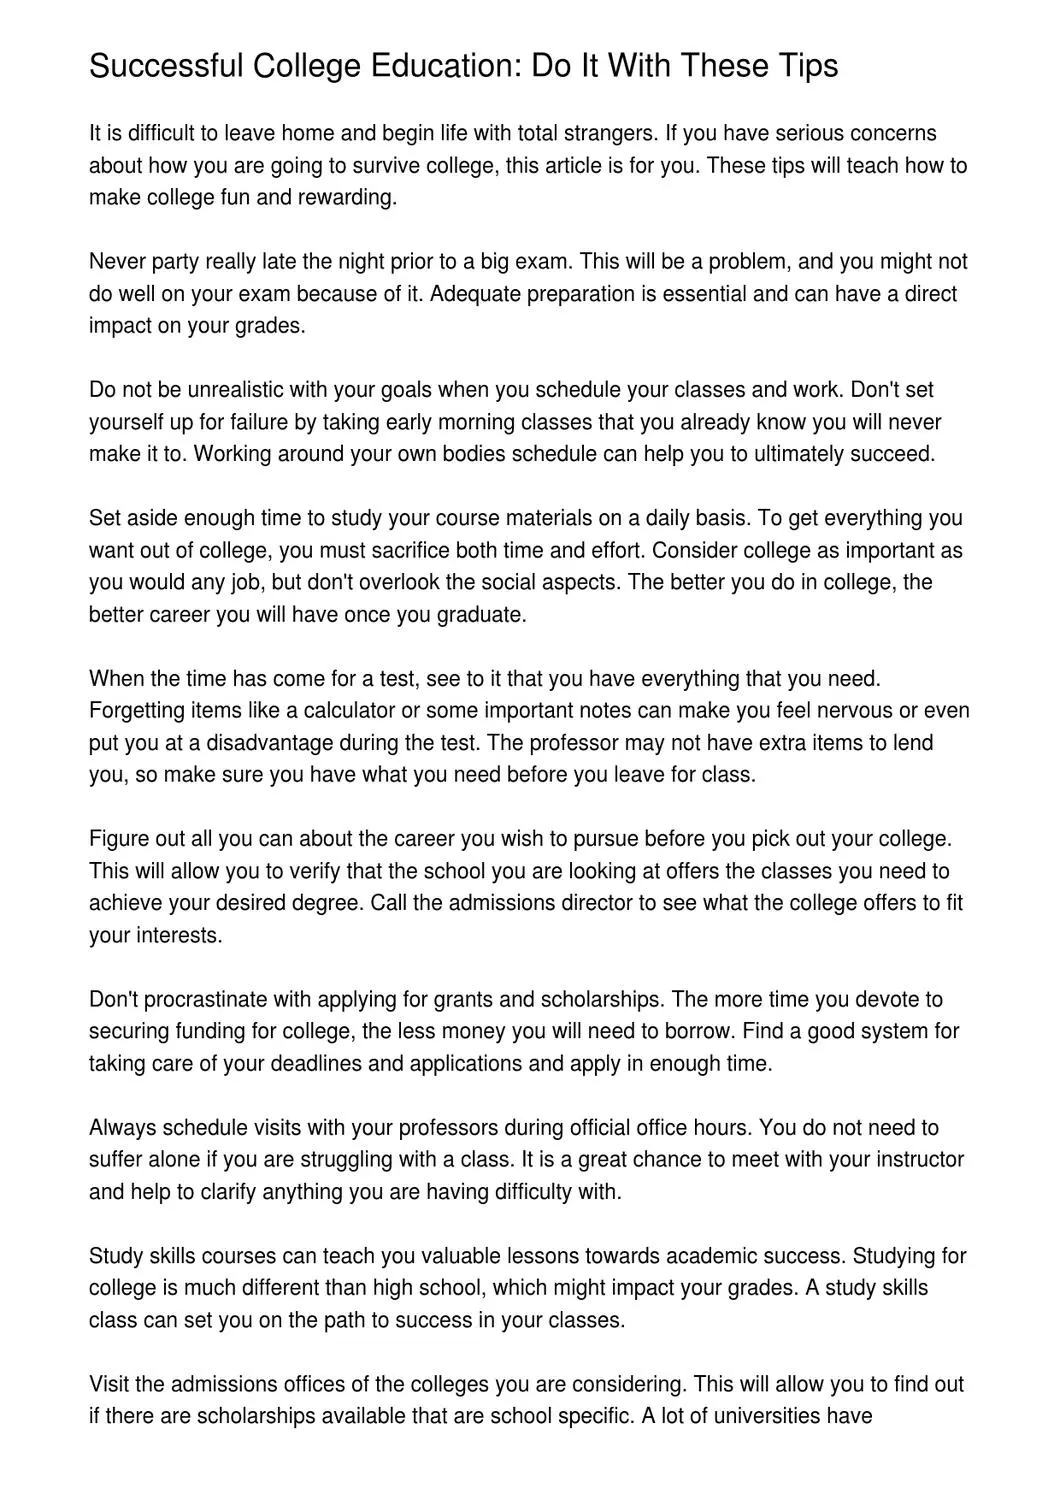 Successful College Education: Do It With These Tips
It is difficult to leave home and begin life with total strangers. If you have serious concerns
about how you are going to survive college, this article is for you. These tips will teach how to
make college fun and rewarding.
Never party really late the night prior to a big exam. This will be a problem, and you might not
do well on your exam because of it. Adequate preparation is essential and can have a direct
impact on your grades.
Do not be unrealistic with your goals when you schedule your classes and work. Don't set
yourself up for failure by taking early morning classes that you already know you will never
make it to. Working around your own bodies schedule can help you to ultimately succeed.
Set aside enough time to study your course materials on a daily basis. To get everything you
want out of college, you must sacrifice both time and effort. Consider college as important as
you would any job, but don't overlook the social aspects. The better you do in college, the
better career you will have once you graduate.
When the time has come for a test, see to it that you have everything that you need.
Forgetting items like a calculator or some important notes can make you feel nervous or even
put you at a disadvantage during the test. The professor may not have extra items to lend
you, so make sure you have what you need before you leave for class.
Figure out all you can about the career you wish to pursue before you pick out your college.
This will allow you to verify that the school you are looking at offers the classes you need to
achieve your desired degree. Call the admissions director to see what the college offers to fit
your interests.
Don't procrastinate with applying for grants and scholarships. The more time you devote to
securing funding for college, the less money you will need to borrow. Find a good system for
taking care of your deadlines and applications and apply in enough time.
Always schedule visits with your professors during official office hours. You do not need to
suffer alone if you are struggling with a class. It is a great chance to meet with your instructor
and help to clarify anything you are having difficulty with.
Study skills courses can teach you valuable lessons towards academic success. Studying for
college is much different than high school, which might impact your grades. A study skills
class can set you on the path to success in your classes.
Visit the admissions offices of the colleges you are considering. This will allow you to find out
if there are scholarships available that are school specific. A lot of universities have